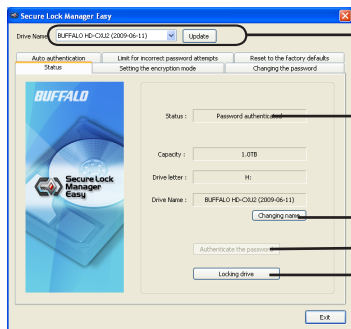 Secure Lock Manager Easy
Drive Name BUFFALO HD-CXU2 (2009-06-11) Update
Auto authentication Limit for incorrect password attempts Reset to the factory defaults
Status Setting the encryption mode Changing the password
BUFFALO
Secure Lock
Manager
Easy
Status : Password authenticated
Capacity : 1.0TB
Drive letter : H:
Drive Name : BUFFALO HD-CXU2 (2009-06-11)
Changing name
Authenticate the password
Locking drive
Exit